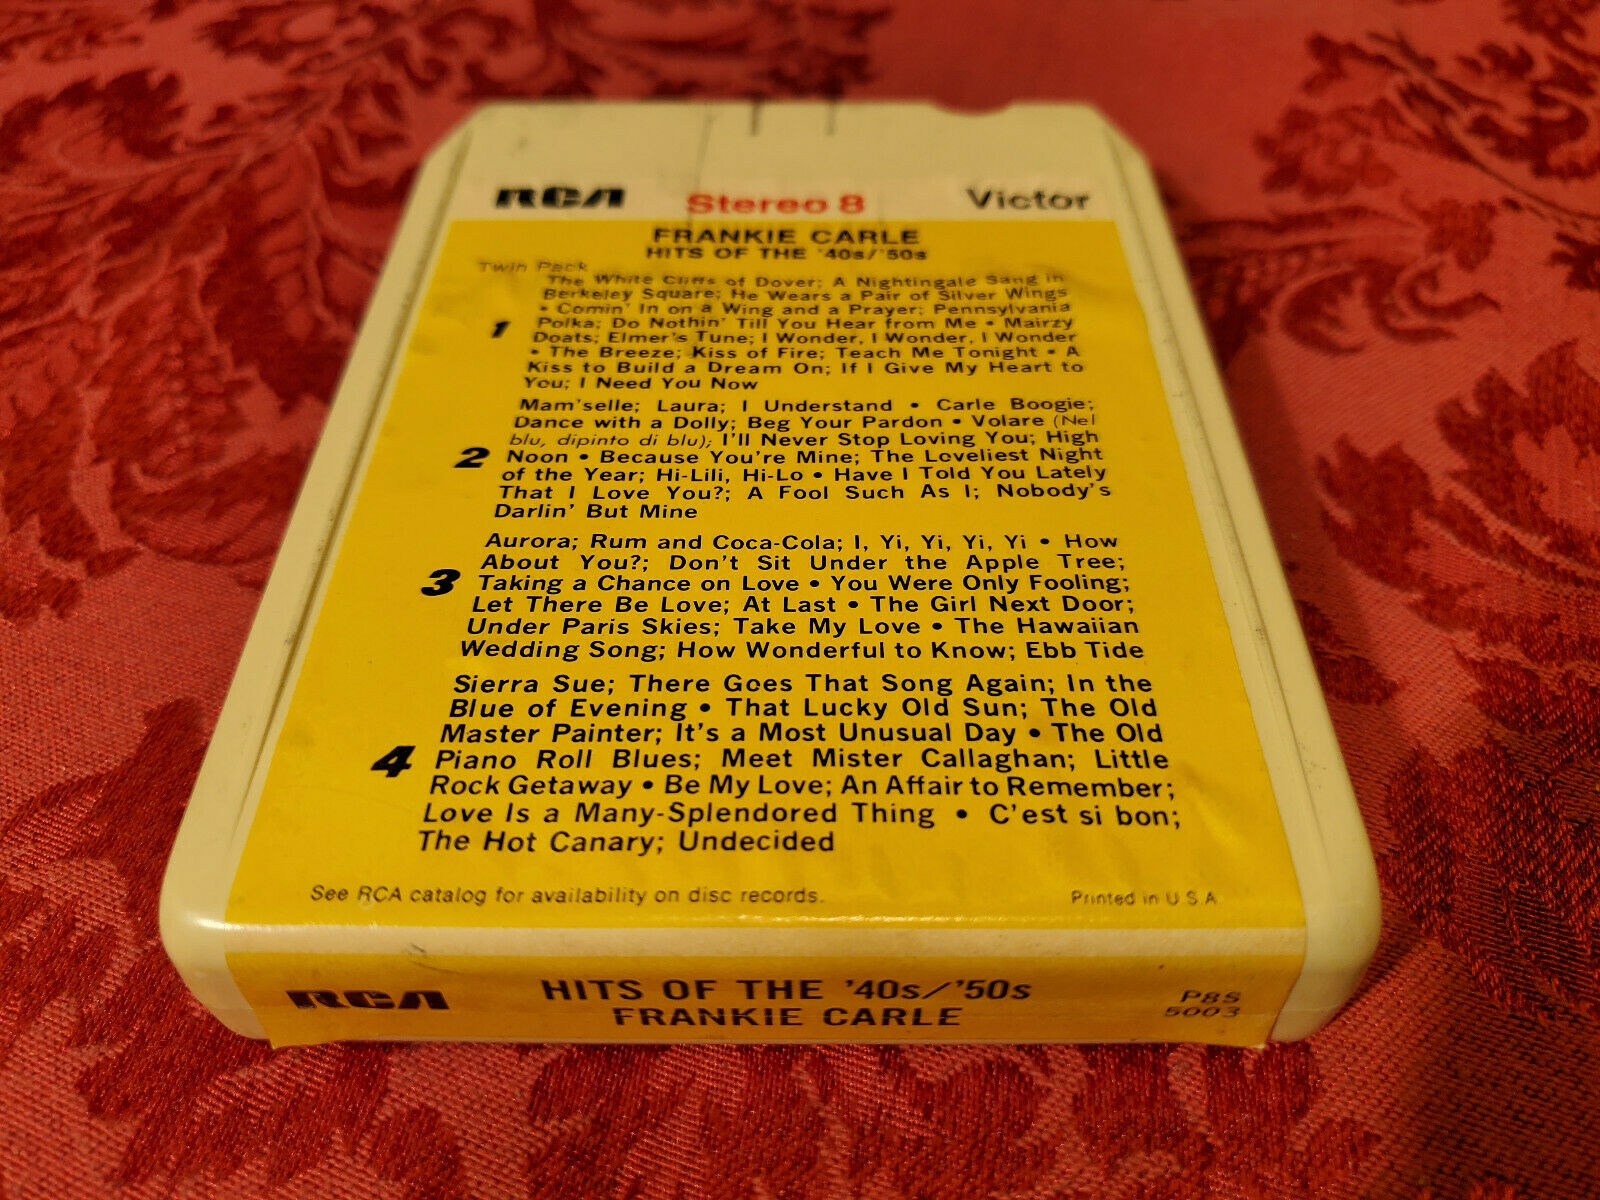 RCA Stereo 8 Victor
FRANKIE CARLE
HITS OF THE '40s/'50s
Twin Pack
The White Cliffs of Dover; A Nightingale Sang in
Berkeley Square; He Wears a Pair of Silver Wings
• Comin' In on a Wing and a Prayer; Pennsylvania
1 Polka; Do Nothin' Till You Hear from Me • Mairzy
Doats; Elmer's Tune; I Wonder, I Wonder, I Wonder
• The Breeze; Kiss of Fire; Teach Me Tonight • A
Kiss to Build a Dream On; If I Give My Heart to
You; I Need You Now
Mam'selle; Laura; I Understand • Carle Boogie;
Dance with a Dolly; Beg Your Pardon • Volare (Nel
blu, dipinto di blu); I'll Never Stop Loving You; High
2 Noon • Because You're Mine; The Loveliest Night
of the Year; Hi-Lili, Hi-Lo • Have I Told You Lately
That I Love You?; A Fool Such As I; Nobody's
Darlin' But Mine
Aurora; Rum and Coca-Cola; I, Yi, Yi, Yi, Yi • How
About You?; Don't Sit Under the Apple Tree;
3 Taking a Chance on Love • You Were Only Fooling;
Let There Be Love; At Last • The Girl Next Door;
Under Paris Skies; Take My Love • The Hawaiian
Wedding Song; How Wonderful to Know; Ebb Tide
Sierra Sue; There Goes That Song Again; In the
Blue of Evening • That Lucky Old Sun; The Old
Master Painter; It's a Most Unusual Day • The Old
4 Piano Roll Blues; Meet Mister Callaghan; Little
Rock Getaway • Be My Love; An Affair to Remember;
Love Is a Many-Splendored Thing • C'est si bon;
The Hot Canary; Undecided
See RCA catalog for availability on disc records. Printed in U S A
RCA HITS OF THE '40s/'50s P8S
FRANKIE CARLE 5003